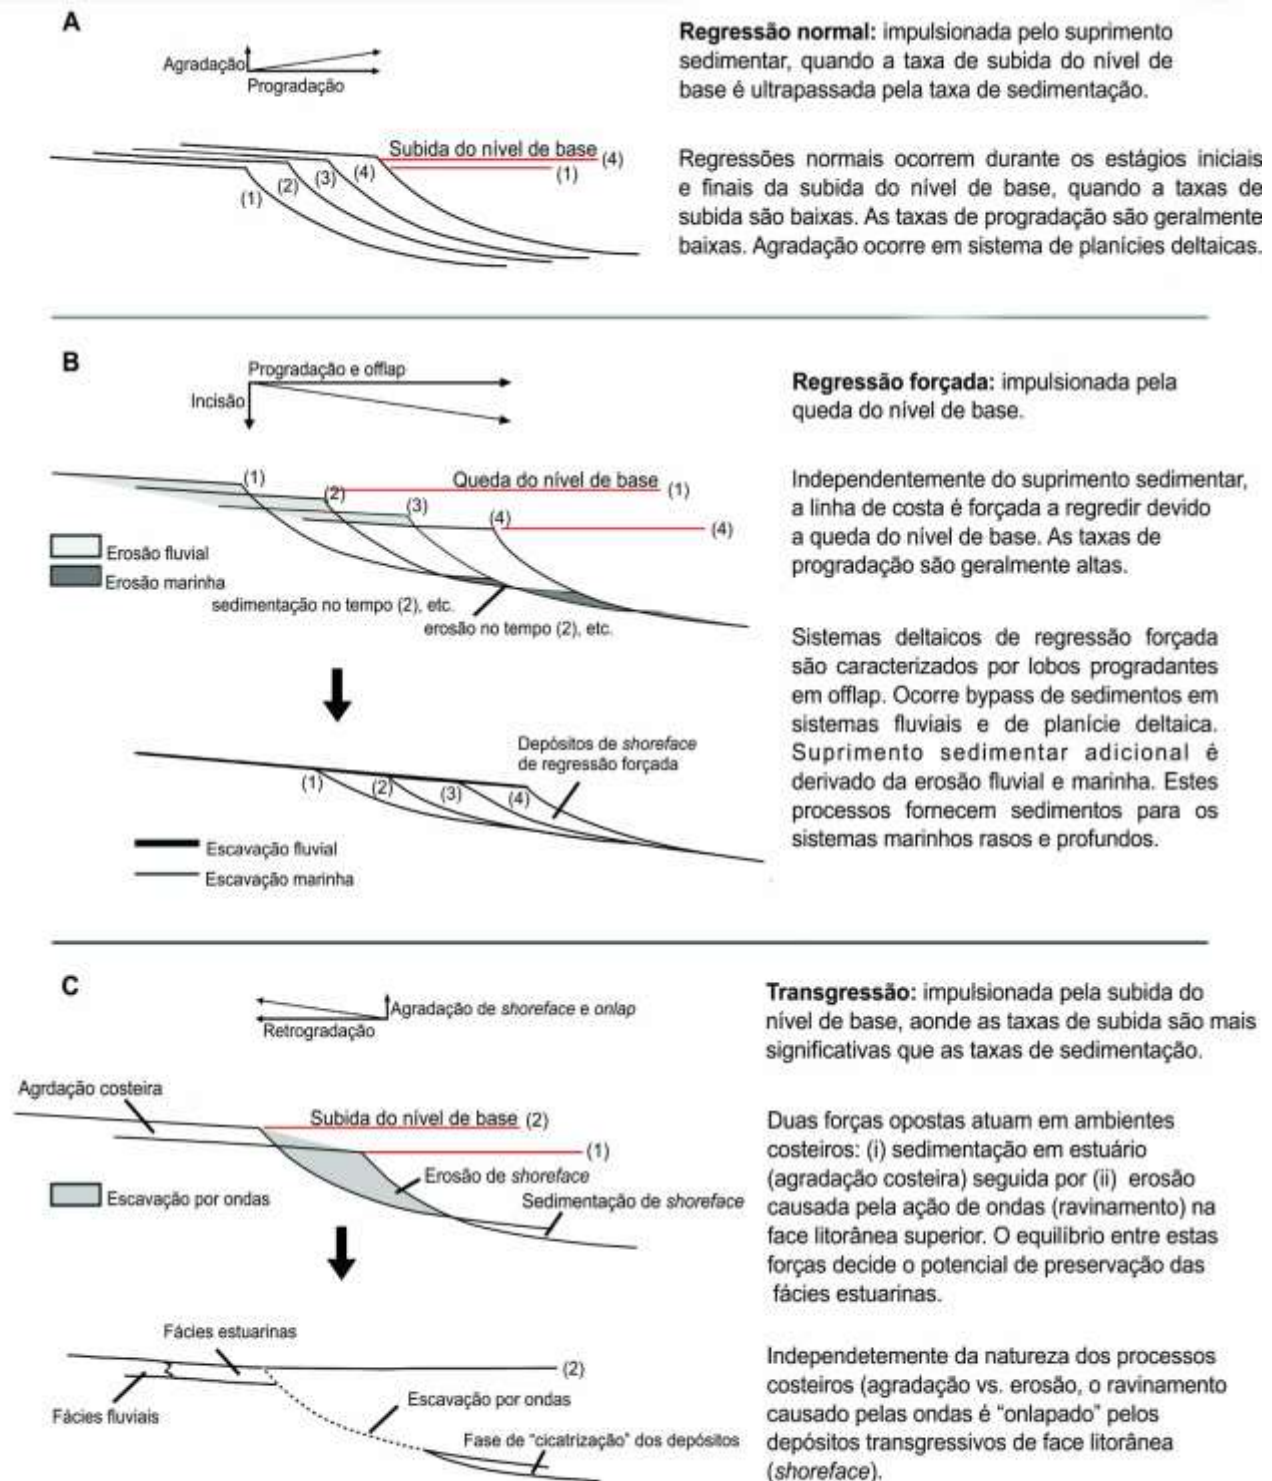 A
Agradação
Progradação
Subida do nível de base
(4)
(1)
(1)
(2)
(3)
(4)
Regressão normal: impulsionada pelo suprimento
sedimentar, quando a taxa de subida do nível de
base é ultrapassada pela taxa de sedimentação.
Regressões normais ocorrem durante os estágios iniciais
e finais da subida do nível de base, quando a taxas de
subida são baixas. As taxas de progradação são geralmente
baixas. Agradação ocorre em sistema de planícies deltaicas.
B
Progradação e offlap
Incisão
(1)
(2)
(3)
(4)
Queda do nível de base
(1)
(4)
Erosão fluvial
Erosão marinha
sedimentação no tempo (2), etc.
erosão no tempo (2), etc.
Depósitos de shoreface
de regressão forçada
(1)
(2)
(3)
(4)
Escavação fluvial
Escavação marinha
Regressão forçada: impulsionada pela
queda do nível de base.
Independentemente do suprimento sedimentar,
a linha de costa é forçada a regredir devido
a queda do nível de base. As taxas de
progradação são geralmente altas.
Sistemas deltaicos de regressão forçada
são caracterizados por lobos progradantes
em offlap. Ocorre bypass de sedimentos em
sistemas fluviais e de planície deltaica.
Suprimento sedimentar adicional é
derivado da erosão fluvial e marinha. Estes
processos fornecem sedimentos para os
sistemas marinhos rasos e profundos.
C
Agradação de shoreface e onlap
Retrogradação
Agrdação costeira
Subida do nível de base (2)
(1)
Erosão de shoreface
Escavação por ondas
Sedimentação de shoreface
Fácies estuarinas
(2)
Fácies fluviais
Escavação por ondas
Fase de "cicatrização" dos depósitos
Transgressão: impulsionada pela subida do
nível de base, aonde as taxas de subida são mais
significativas que as taxas de sedimentação.
Duas forças opostas atuam em ambientes
costeiros: (i) sedimentação em estuário
(agradação costeira) seguida por (ii) erosão
causada pela ação de ondas (ravinamento) na
face litorânea superior. O equilíbrio entre estas
forças decide o potencial de preservação das
fácies estuarinas.
Independetemente da natureza dos processos
costeiros (agradação vs. erosão, o ravinamento
causado pelas ondas é "onlapado" pelos
depósitos transgressivos de face litorânea
(shoreface).